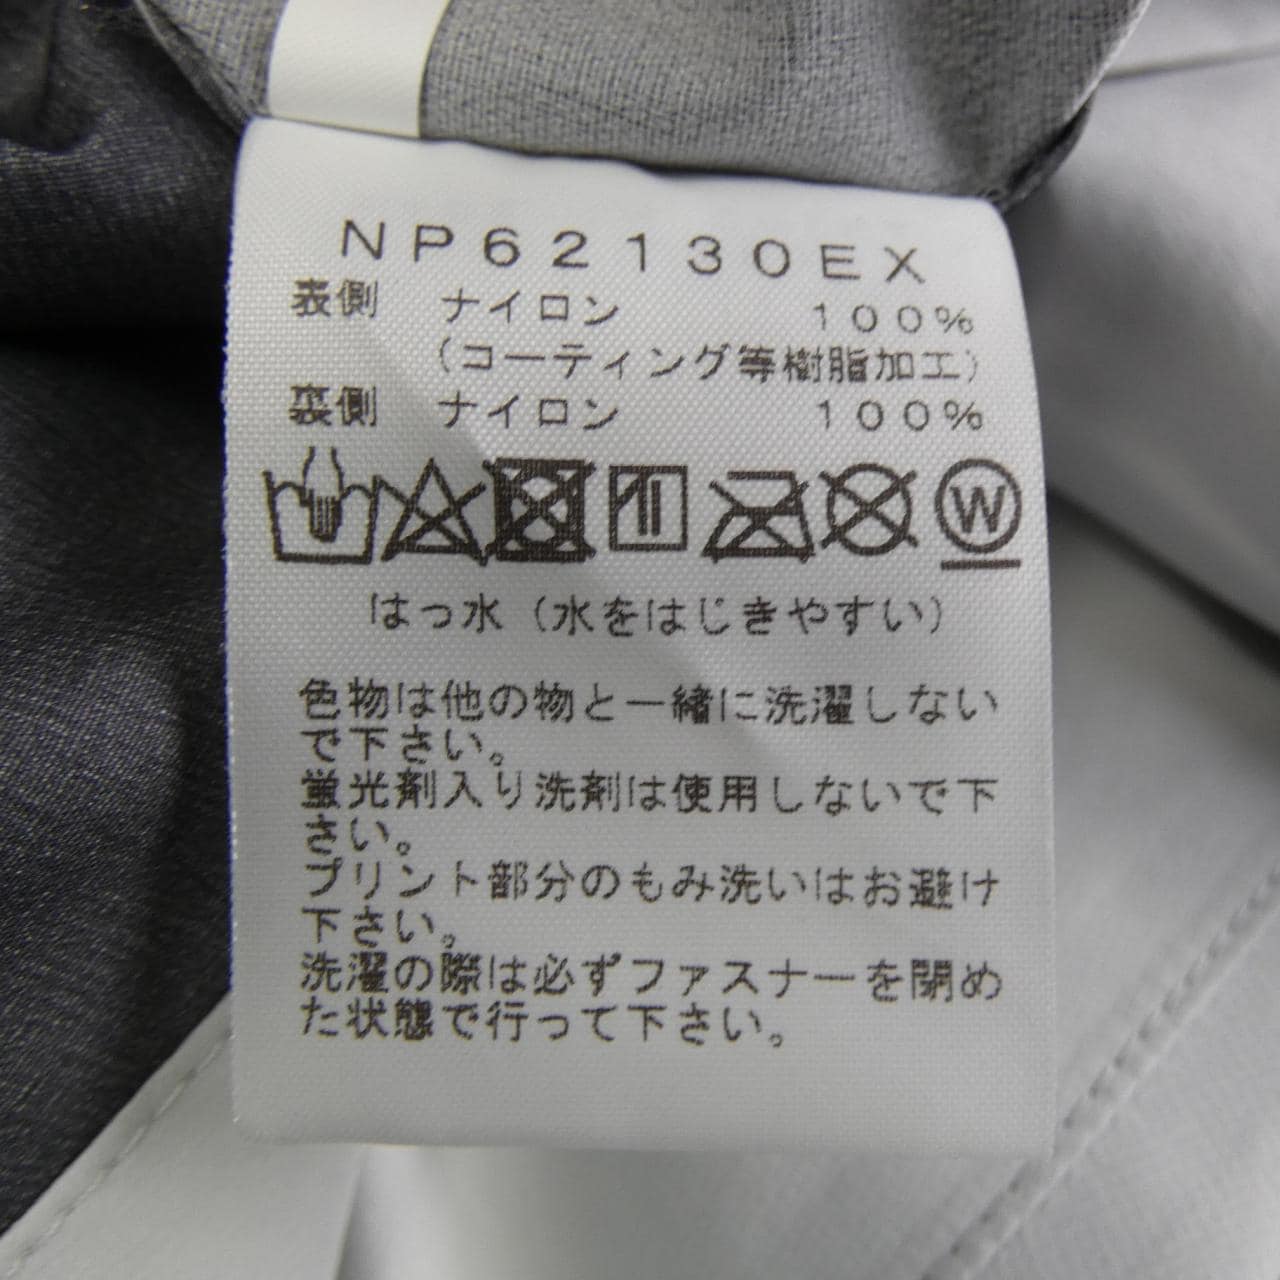 NP62130EX
表側　ナイロン　100%
(コーティング等樹脂加工)
裏側　ナイロン　100%
W
はっ水(水をはじきやすい)
色物は他の物と一緒に洗濯しない
で下さい。
蛍光剤入り洗剤は使用しないで下
さい。
プリント部分のもみ洗いはお避け
下さい。
洗濯の際は必ずファスナーを閉め
た状態で行って下さい。